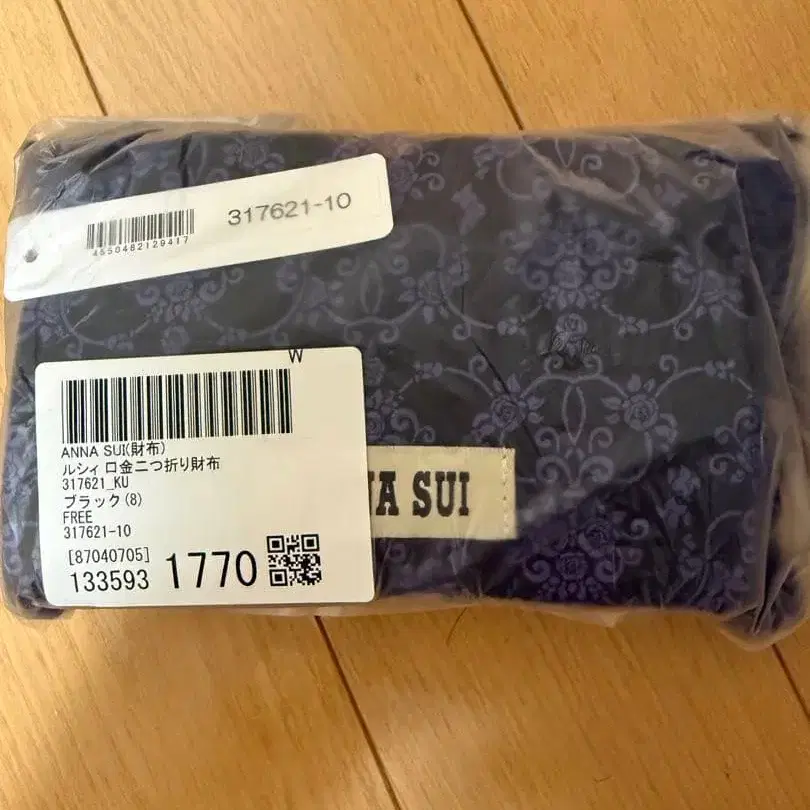 317621-10
4550482129417
W
ANNA SUI(財布)
ルシィ口金二つ折り財布
317621_KU
ブラック(8)
FREE
317621-10
[87040705]
133593 1770
NA SUI